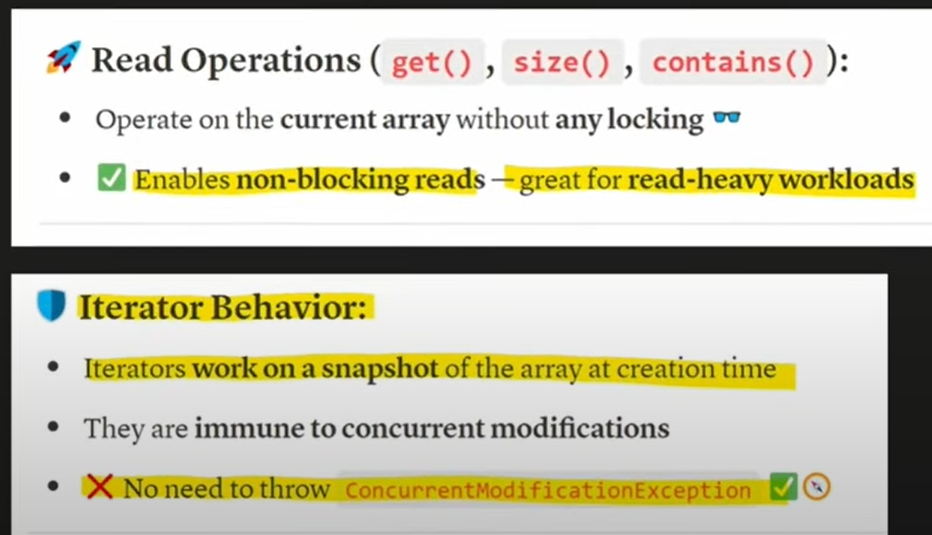 🚀 Read Operations ( get() , size() , contains() ):
• Operate on the current array without any locking 🕶️
• ✅ Enables non-blocking reads — great for read-heavy workloads
🛡️ Iterator Behavior:
• Iterators work on a snapshot of the array at creation time
• They are immune to concurrent modifications
• ❌ No need to throw ConcurrentModificationException ✅🧭